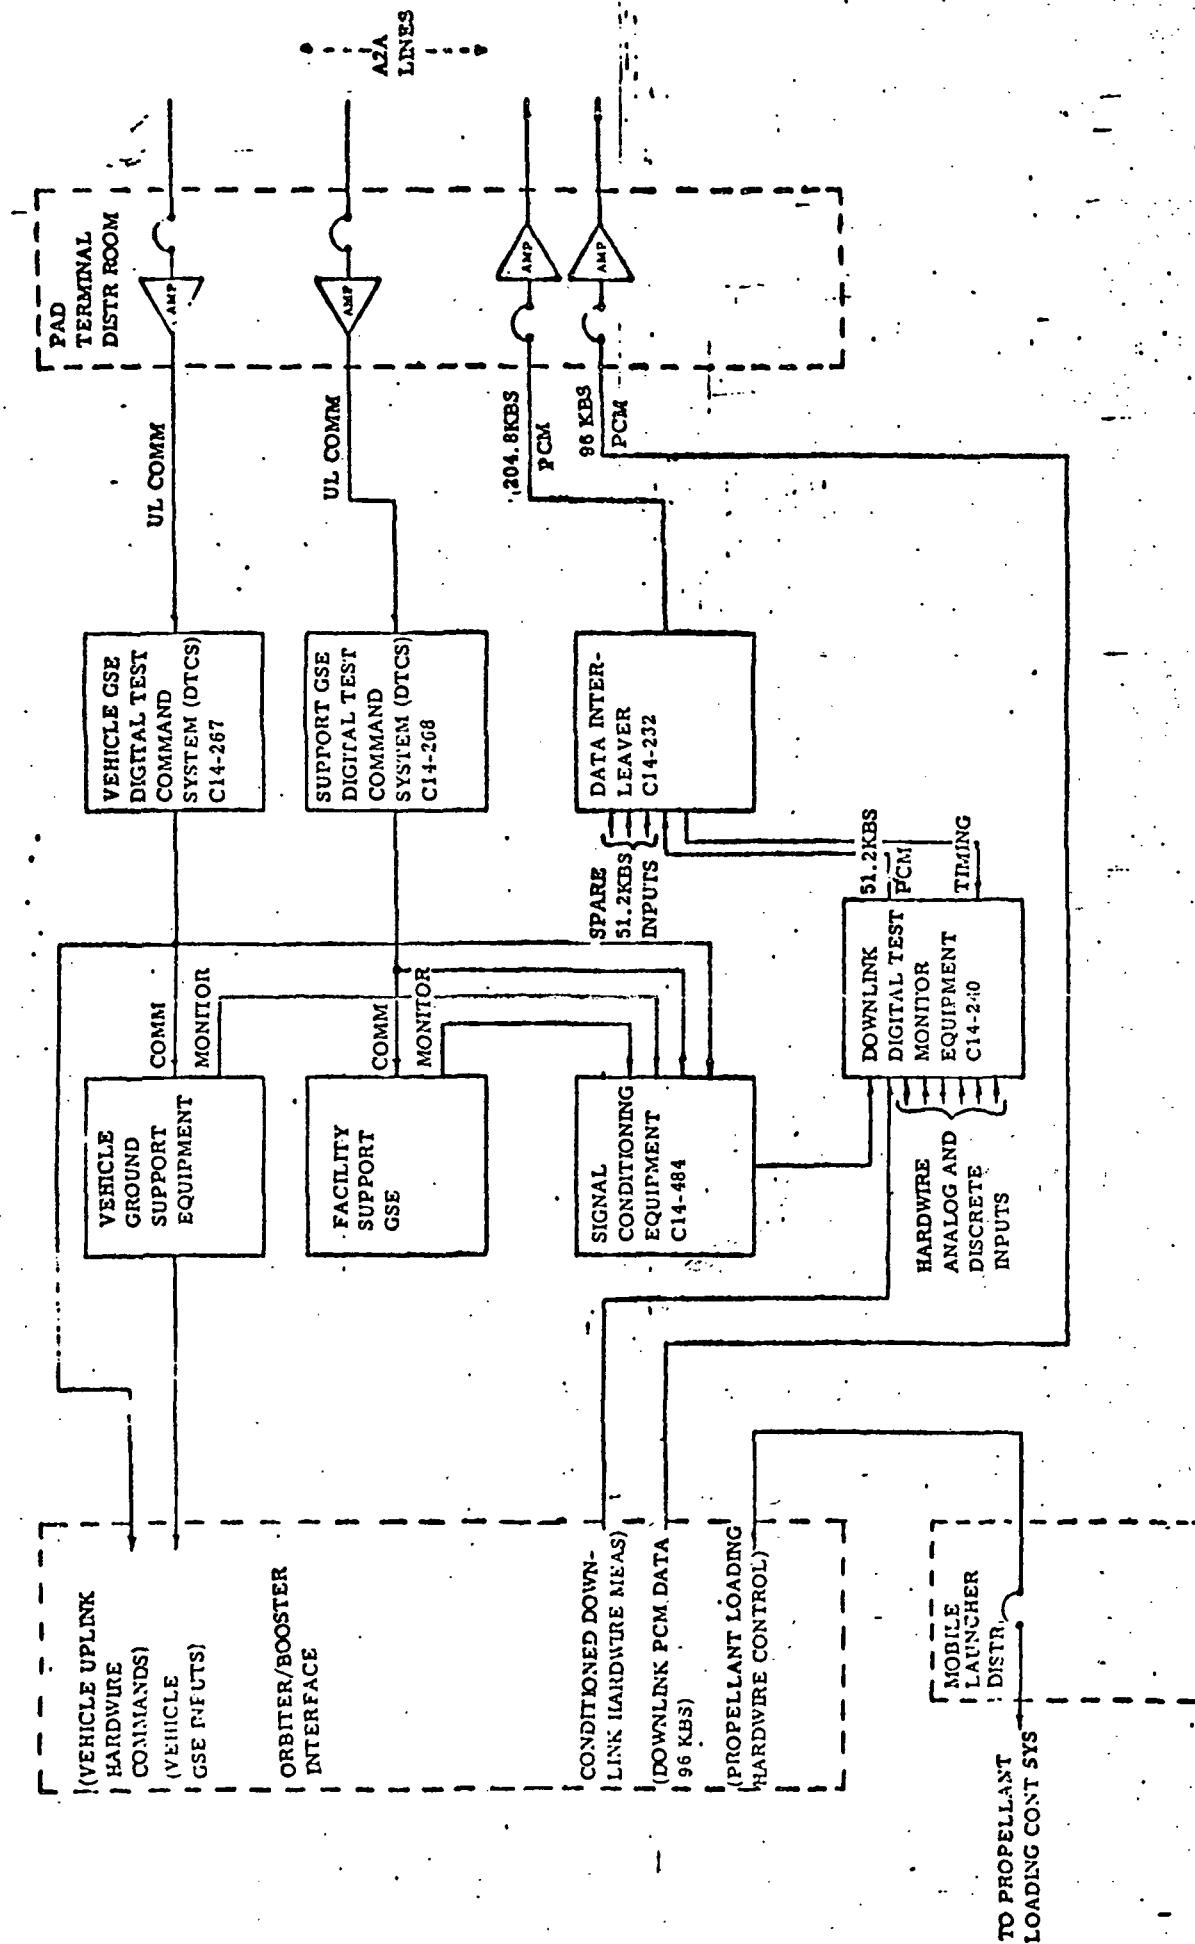 (VEHICLE UPLINK
HARDWIRE
COMMANDS)
(VEHICLE
GSE INPUTS)
ORBITER/BOOSTER
INTERFACE
CONDITIONED DOWN-
LINK HARDWIRE MEAS)
(DOWNLINK PCM DATA
96 KBS)
(PROPELLANT LOADING
HARDWIRE CONTROL)
MOBILE
LAUNCHER
DISTR.
TO PROPELLANT
LOADING CONT SYS
VEHICLE
GROUND
SUPPORT
EQUIPMENT
COMM
MONITOR
FACILITY
SUPPORT
GSE
COMM
MONITOR
SIGNAL
CONDITIONING
EQUIPMENT
C14-484
HARDWIRE
ANALOG AND
DISCRETE
INPUTS
DOWNLINK
DIGITAL TEST
MONITOR
EQUIPMENT
C14-240
51.2KBS
PCM
TIMING
SPARE
51.2KBS
INPUTS
VEHICLE GSE
DIGITAL TEST
COMMAND
SYSTEM (DTCS)
C14-267
SUPPORT GSE
DIGITAL TEST
COMMAND
SYSTEM (DTCS)
C14-268
DATA INTER-
LEAVER
C14-232
UL COMM
UL COMM
(204.8KBS
PCM
96 KBS
PCM
PAD
TERMINAL
DISTR ROOM
AMP
AMP
AMP
AMP
A2A
LINES